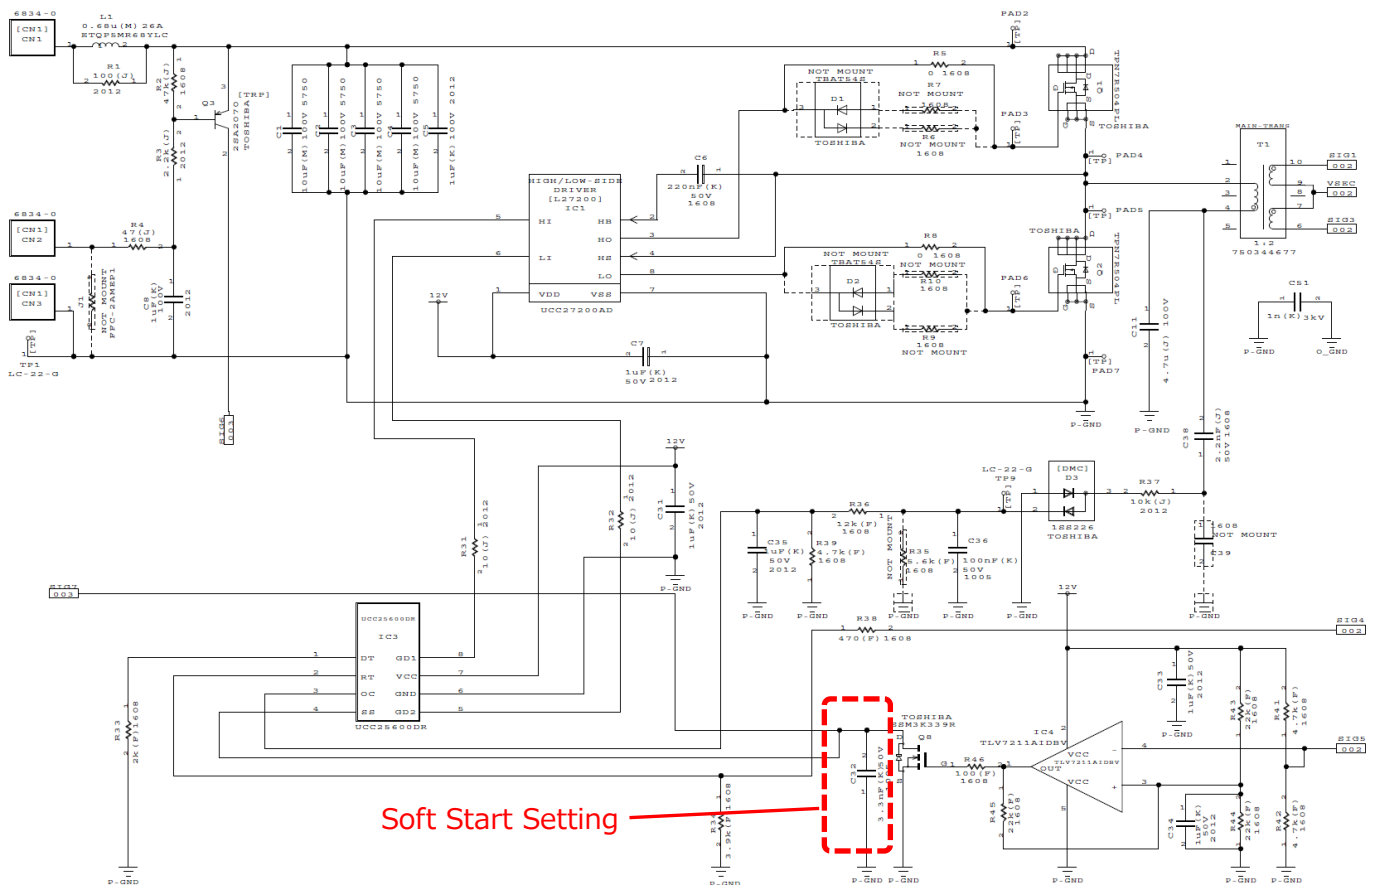 6834-0
[CN1]
CN1
L1
0.68u(M) 26A
ETQP5MR68YLC
R1
100(J)
2012
R2
47k(J)
1608
R3
2.2k(J)
2012
Q3
[TRP]
2SA2070
TOSHIBA
C1
10uF(M) 100V 5750
C2
10uF(M) 100V 5750
C3
10uF(M) 100V 5750
C4
10uF(M) 100V 5750
C5
1uF(K) 100V 2012
6834-0
[CN1]
CN2
R4
47(J)
1608
6834-0
[CN1]
CN3
[TP]
TP1
LC-22-G
J1
NOT MOUNT
FFC-2AMEP1
C8
1uF(K)
100V
2012
SIG6
003
HIGH/LOW-SIDE
DRIVER
[L27200]
IC1
HI
LI
VDD
HB
HO
HS
LO
VSS
UCC27200AD
12V
C6
220nF(K)
50V
1608
C7
1uF(K)
50V 2012
PAD2
[TP]
R5
0 1608
NOT MOUNT
TBAT54S
D1
TOSHIBA
R7
NOT MOUNT
1608
R6
NOT MOUNT
1608
PAD3
[TP]
Q1
TPN7R504PL
TOSHIBA
[TP]
PAD4
PAD5
[TP]
R8
0 1608
NOT MOUNT
TBAT54S
D2
TOSHIBA
NOT MOUNT
R10
1608
R9
1608
NOT MOUNT
PAD6
[TP]
TOSHIBA
Q2
TPN7R504PL
[TP]
PAD7
P-GND
MAIN-TRANS
T1
1:2
750344677
SIG1
002
VSEC
002
SIG3
002
C11
4.7u(J) 100V
P-GND
C51
1n(K) 3kV
P-GND
O_GND
C38
2.2nF(J)
50V 1608
LC-22-G
TP9
[TP]
[DMC]
D3
1SS226
TOSHIBA
R37
10k(J)
2012
1608
NOT MOUNT
C39
P-GND
12V
C31
1uF(K) 50V
2012
P-GND
R31
10(J) 2012
R32
10(J) 2012
C35
1uF(K)
50V
2012
P-GND
R39
4.7k(F)
1608
P-GND
R36
12k(F)
1608
NOT MOUNT
R35
5.6k(F)
1608
P-GND
C36
100nF(K)
50V
1005
P-GND
P-GND
SIG7
003
UCC25600DR
IC3
DT
RT
OC
SS
GD1
VCC
GND
GD2
UCC25600DR
R33
2k(F) 1608
P-GND
R38
470(F) 1608
SIG4
002
12V
C33
1uF(K) 50V
2012
P-GND
R43
22k(F)
1608
R41
4.7k(F)
1608
SIG5
002
TOSHIBA
SSM3K339R
Q8
IC4
TLV7211AIDBV
VCC
TLV7211AIDBV
OUT
VCC
R46
100(F)
1608
R45
22k(F)
1608
C34
1uF(K)
50V
2012
R44
22k(F)
1608
R42
4.7k(F)
1608
P-GND
P-GND
P-GND
C32
3.3nF(K) 50V
P-GND
P-GND
3.9k(F) 1608
P-GND
Soft Start Setting